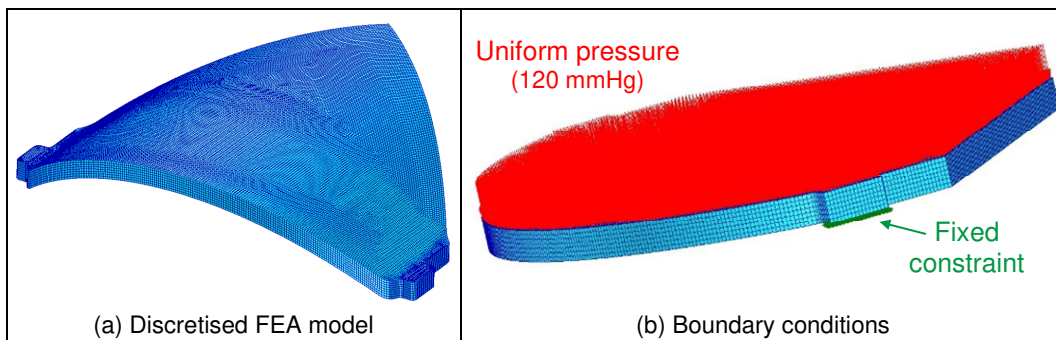 Uniform pressure
(120 mmHg)
Fixed
constraint
(a) Discretised FEA model
(b) Boundary conditions